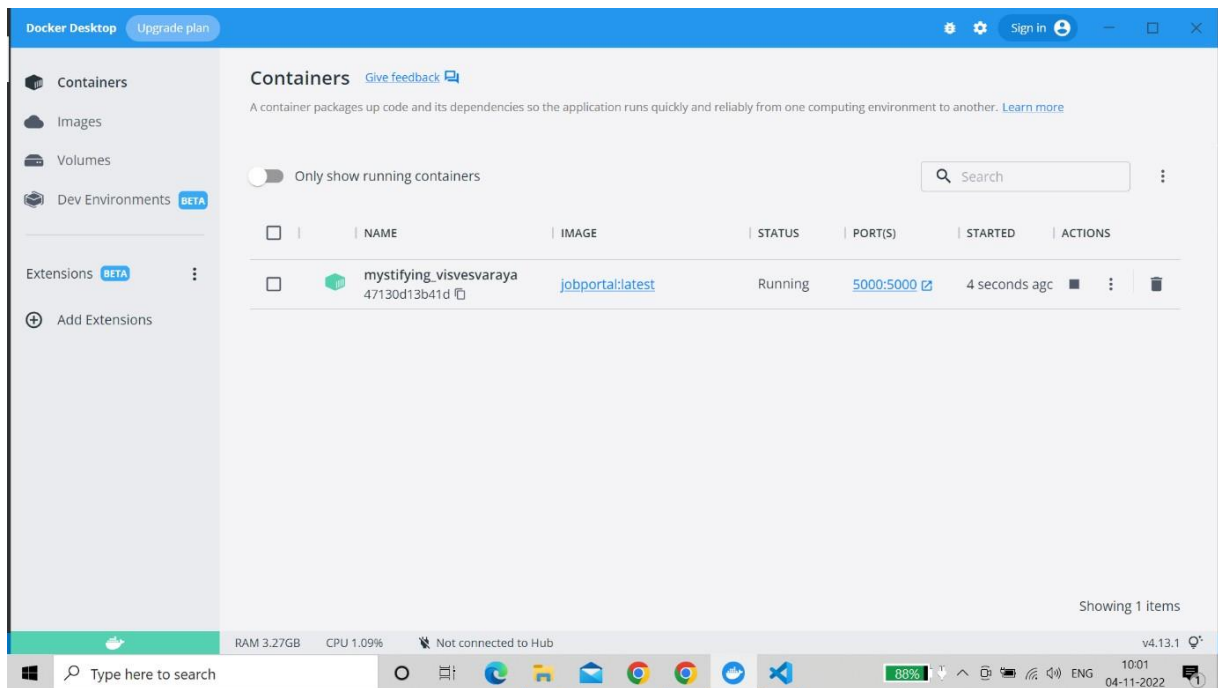 Docker Desktop Upgrade plan Sign in
Containers
Images
Volumes
Dev Environments BETA
Extensions BETA
Add Extensions
Containers Give feedback
A container packages up code and its dependencies so the application runs quickly and reliably from one computing environment to another. Learn more
Only show running containers Search
NAME IMAGE STATUS PORT(S) STARTED ACTIONS
mystifying_visvesvaraya jobportal:latest Running 5000:5000 4 seconds agc
47130d13b41d
Showing 1 items
RAM 3.27GB CPU 1.09% Not connected to Hub v4.13.1
Type here to search 88% ENG 10:01
04-11-2022 1